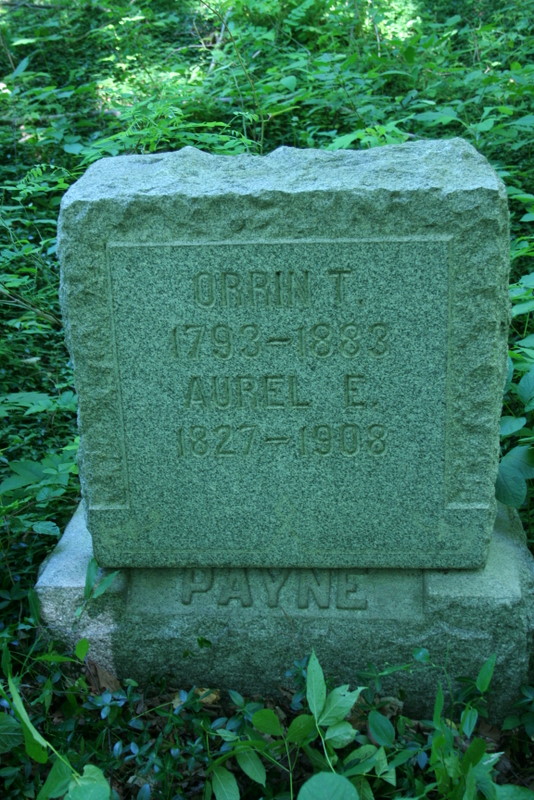 ORRIN T.
1793-1883
AUREL E.
1827-1908
PAYNE